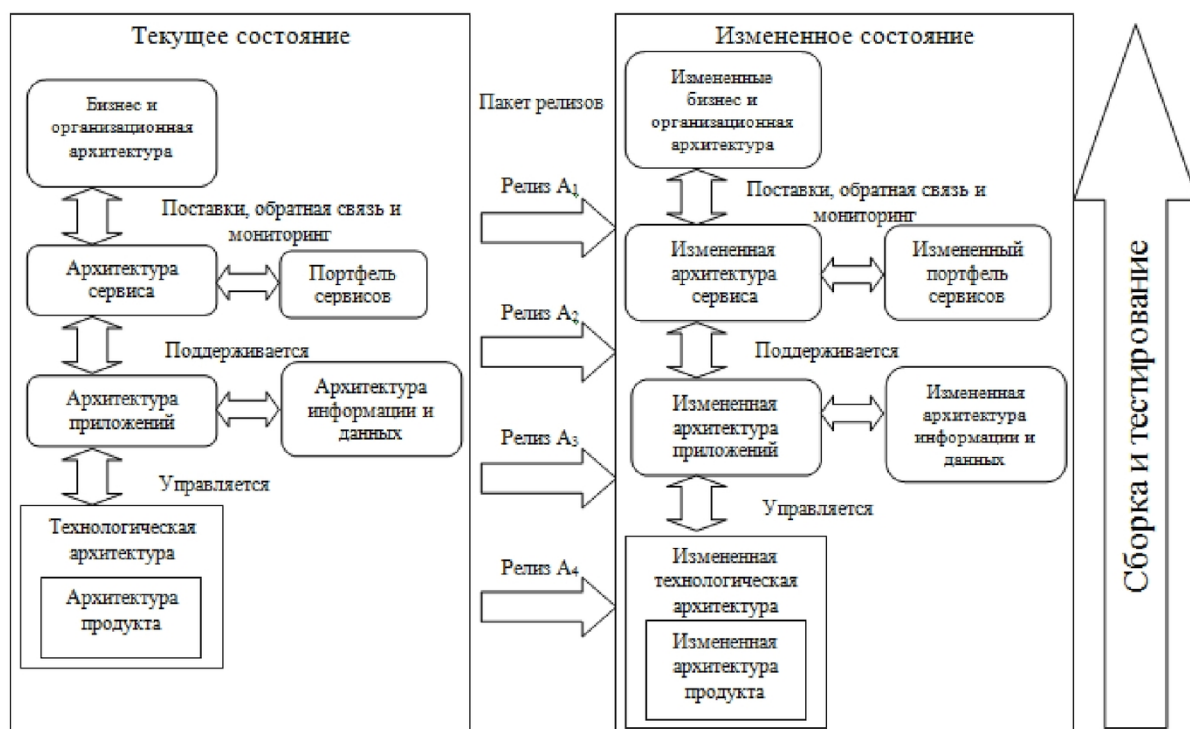 Текущее состояние
Бизнес и
организационная
архитектура
Поставки, обратная связь и
мониторинг
Архитектура
сервиса
Портфель
сервисов
Поддерживается
Архитектура
приложений
Архитектура
информации и
данных
Управляется
Технологическая
архитектура
Архитектура
продукта
Пакет релизов
Релиз А1
Релиз А2
Релиз А3
Релиз А4
Измененное состояние
Измененные
бизнес и
организационная
архитектура
Поставки, обратная связь и
мониторинг
Измененная
архитектура
сервиса
Измененный
портфель
сервисов
Поддерживается
Измененная
архитектура
приложений
Измененная
архитектура
информации и
данных
Управляется
Измененная
технологическая
архитектура
Измененная
архитектура
продукта
Сборка и тестирование